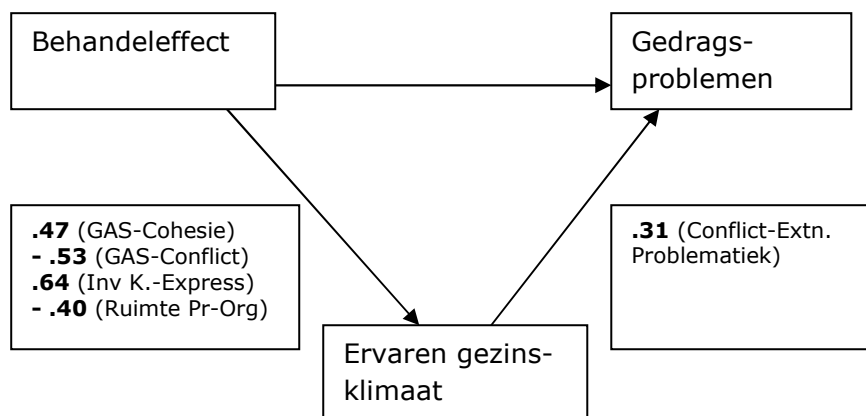 Behandeleffect
Gedrags-
problemen
.47 (GAS-Cohesie)
- .53 (GAS-Conflict)
.64 (Inv K.-Express)
- .40 (Ruimte Pr-Org)
.31 (Conflict-Extn.
Problematiek)
Ervaren gezins-
klimaat